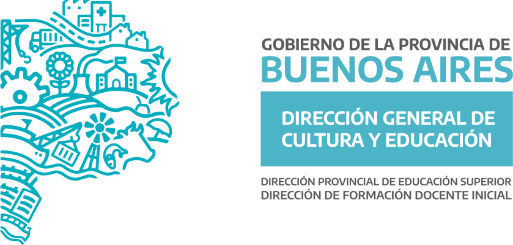 GOBIERNO DE LA PROVINCIA DE
BUENOS AIRES
DIRECCIÓN GENERAL DE
CULTURA Y EDUCACIÓN
DIRECCIÓN PROVINCIAL DE EDUCACIÓN SUPERIOR
DIRECCIÓN DE FORMACIÓN DOCENTE INICIAL